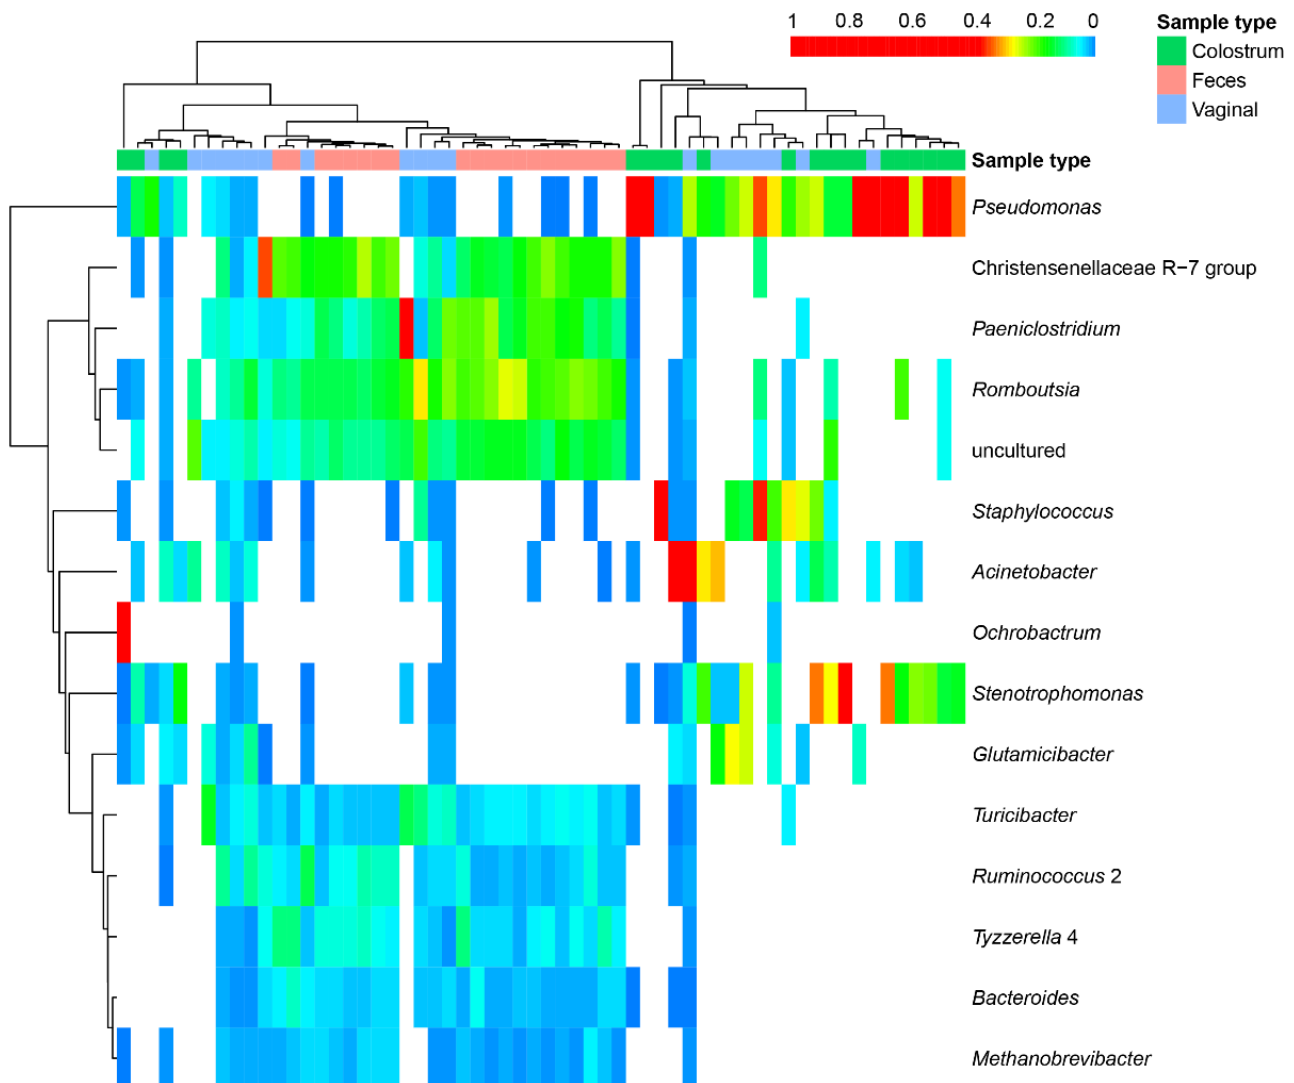 1 0.8 0.6 0.4 0.2 0
Sample type
Colostrum
Feces
Vaginal
Sample type
Pseudomonas
Christensenellaceae R−7 group
Paeniclostridium
Romboutsia
uncultured
Staphylococcus
Acinetobacter
Ochrobactrum
Stenotrophomonas
Glutamicibacter
Turicibacter
Ruminococcus 2
Tyzzerella 4
Bacteroides
Methanobrevibacter